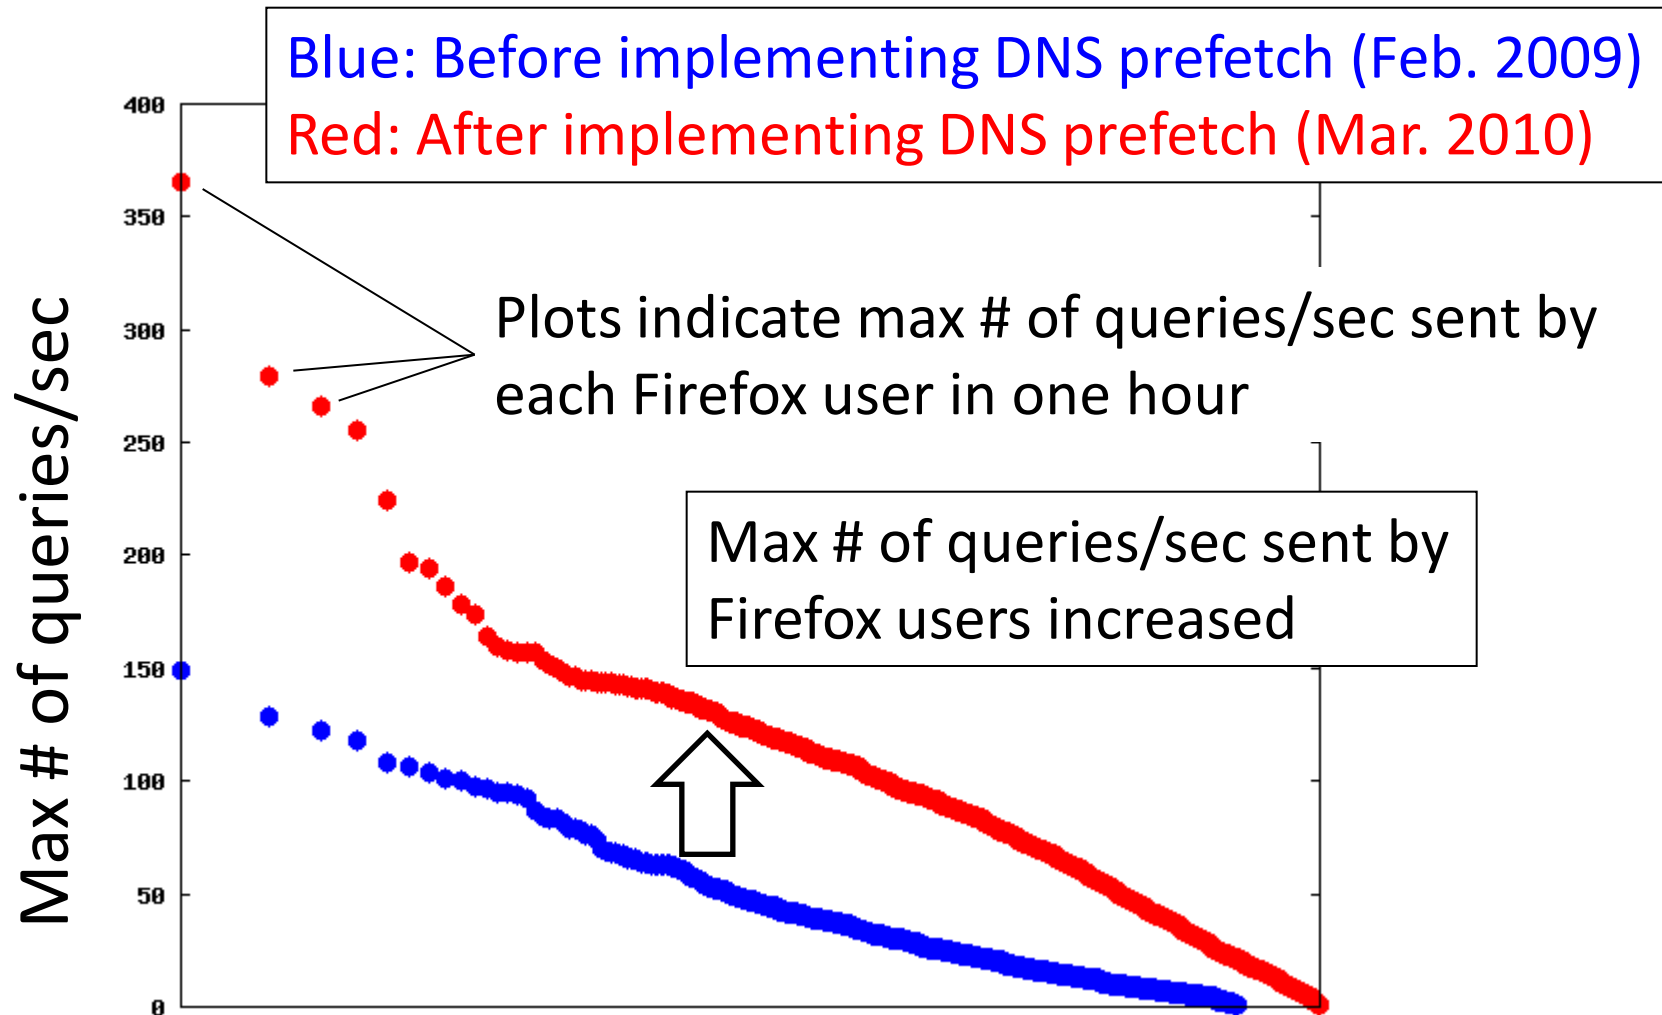 Blue: Before implementing DNS prefetch (Feb. 2009)
Red: After implementing DNS prefetch (Mar. 2010)
400
350
300
250
200
150
100
50
0
Max # of queries/sec
Plots indicate max # of queries/sec sent by
each Firefox user in one hour
Max # of queries/sec sent by
Firefox users increased